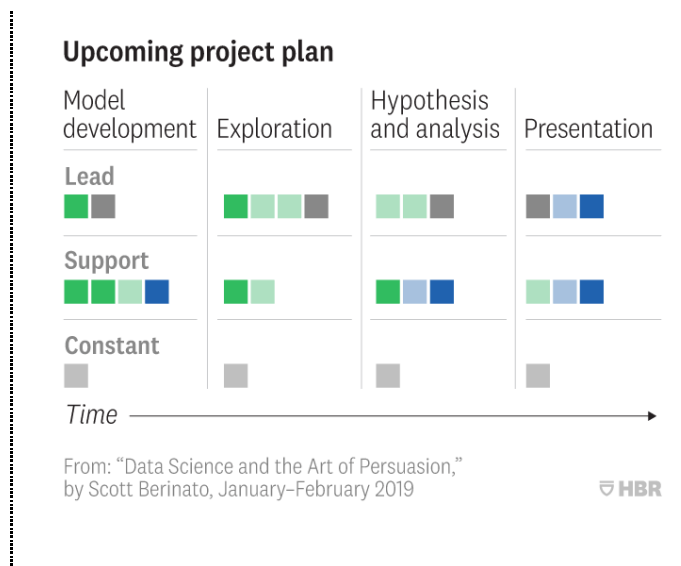 Upcoming project plan
Model
development
Exploration
Hypothesis
and analysis
Presentation
Lead
Support
Constant
Time
From: “Data Science and the Art of Persuasion,”
by Scott Berinato, January–February 2019
HBR